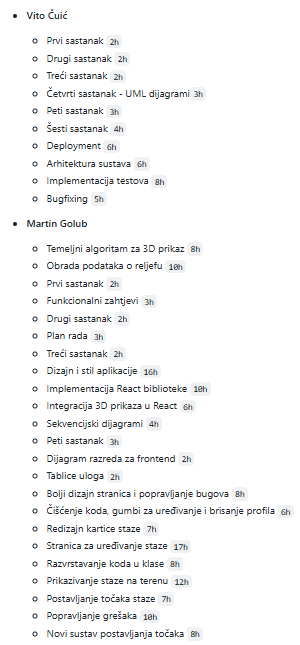 Vito Čuić
Prvi sastanak 2h
Drugi sastanak 2h
Treći sastanak 2h
Četvrti sastanak - UML dijagrami 3h
Peti sastanak 3h
Šesti sastanak 4h
Deployment 6h
Arhitektura sustava 6h
Implementacija testova 8h
Bugfixing 5h
Martin Golub
Temeljni algoritam za 3D prikaz 8h
Obrada podataka o reljefu 10h
Prvi sastanak 2h
Funkcionalni zahtjevi 3h
Drugi sastanak 2h
Plan rada 3h
Treći sastanak 2h
Dizajn i stil aplikacije 16h
Implementacija React biblioteke 10h
Integracija 3D prikaza u React 6h
Sekvencijski dijagrami 4h
Peti sastanak 3h
Dijagram razreda za frontend 2h
Tablice uloga 2h
Bolji dizajn stranica i popravljanje bugova 8h
Čišćenje koda, gumbi za uređivanje i brisanje profila 6h
Redizajn kartice staze 7h
Stranica za uređivanje staze 17h
Razvrstavanje koda u klase 8h
Prikazivanje staze na terenu 12h
Postavljanje točaka staze 7h
Popravljanje grešaka 10h
Novi sustav postavljanja točaka 8h